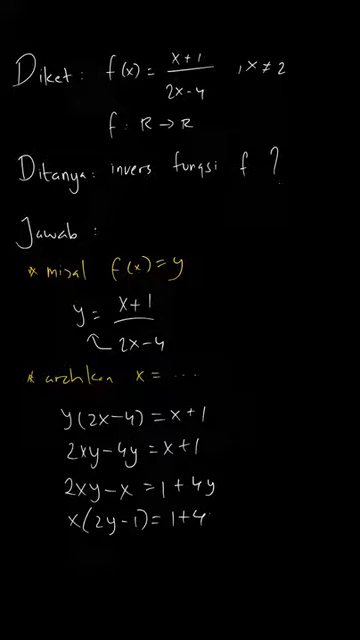 Diket : f(x) = x+1 / 2x-4 , x ≠ 2
f : R → R
Ditanya : invers fungsi f ?
Jawab :
* misal f(x) = y
y = x+1 / 2x-4
* arahkan x = ...
y(2x-4) = x+1
2xy-4y = x+1
2xy-x = 1+4y
x(2y-1) = 1+4